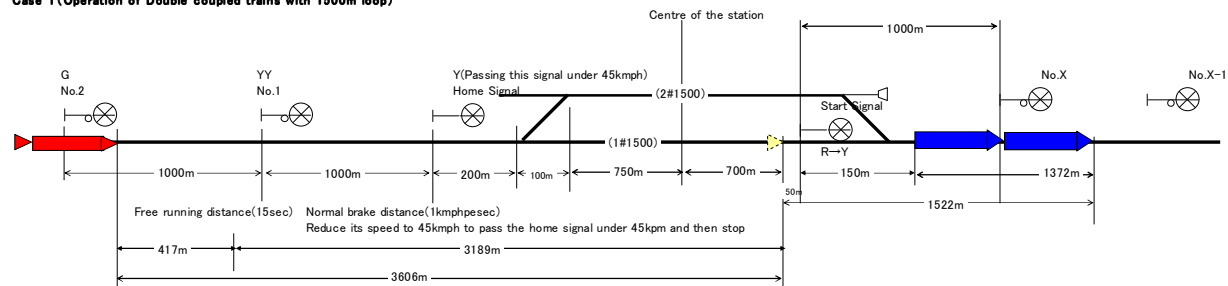 Case 1(Operation of Double coupled trains with 1500m loop)
Centre of the station
1000m
G
No.2
YY
No.1
Y(Passing this signal under 45kmph)
Home Signal
No.X
No.X-1
(2#1500)
Start Signal
(1#1500)
R→Y
1000m
1000m
200m
100m
750m
700m
50m
150m
1372m
1522m
Free running distance(15sec)
Normal brake distance(1kmphpesec)
Reduce its speed to 45kmph to pass the home signal under 45kpm and then stop
417m
3189m
3606m